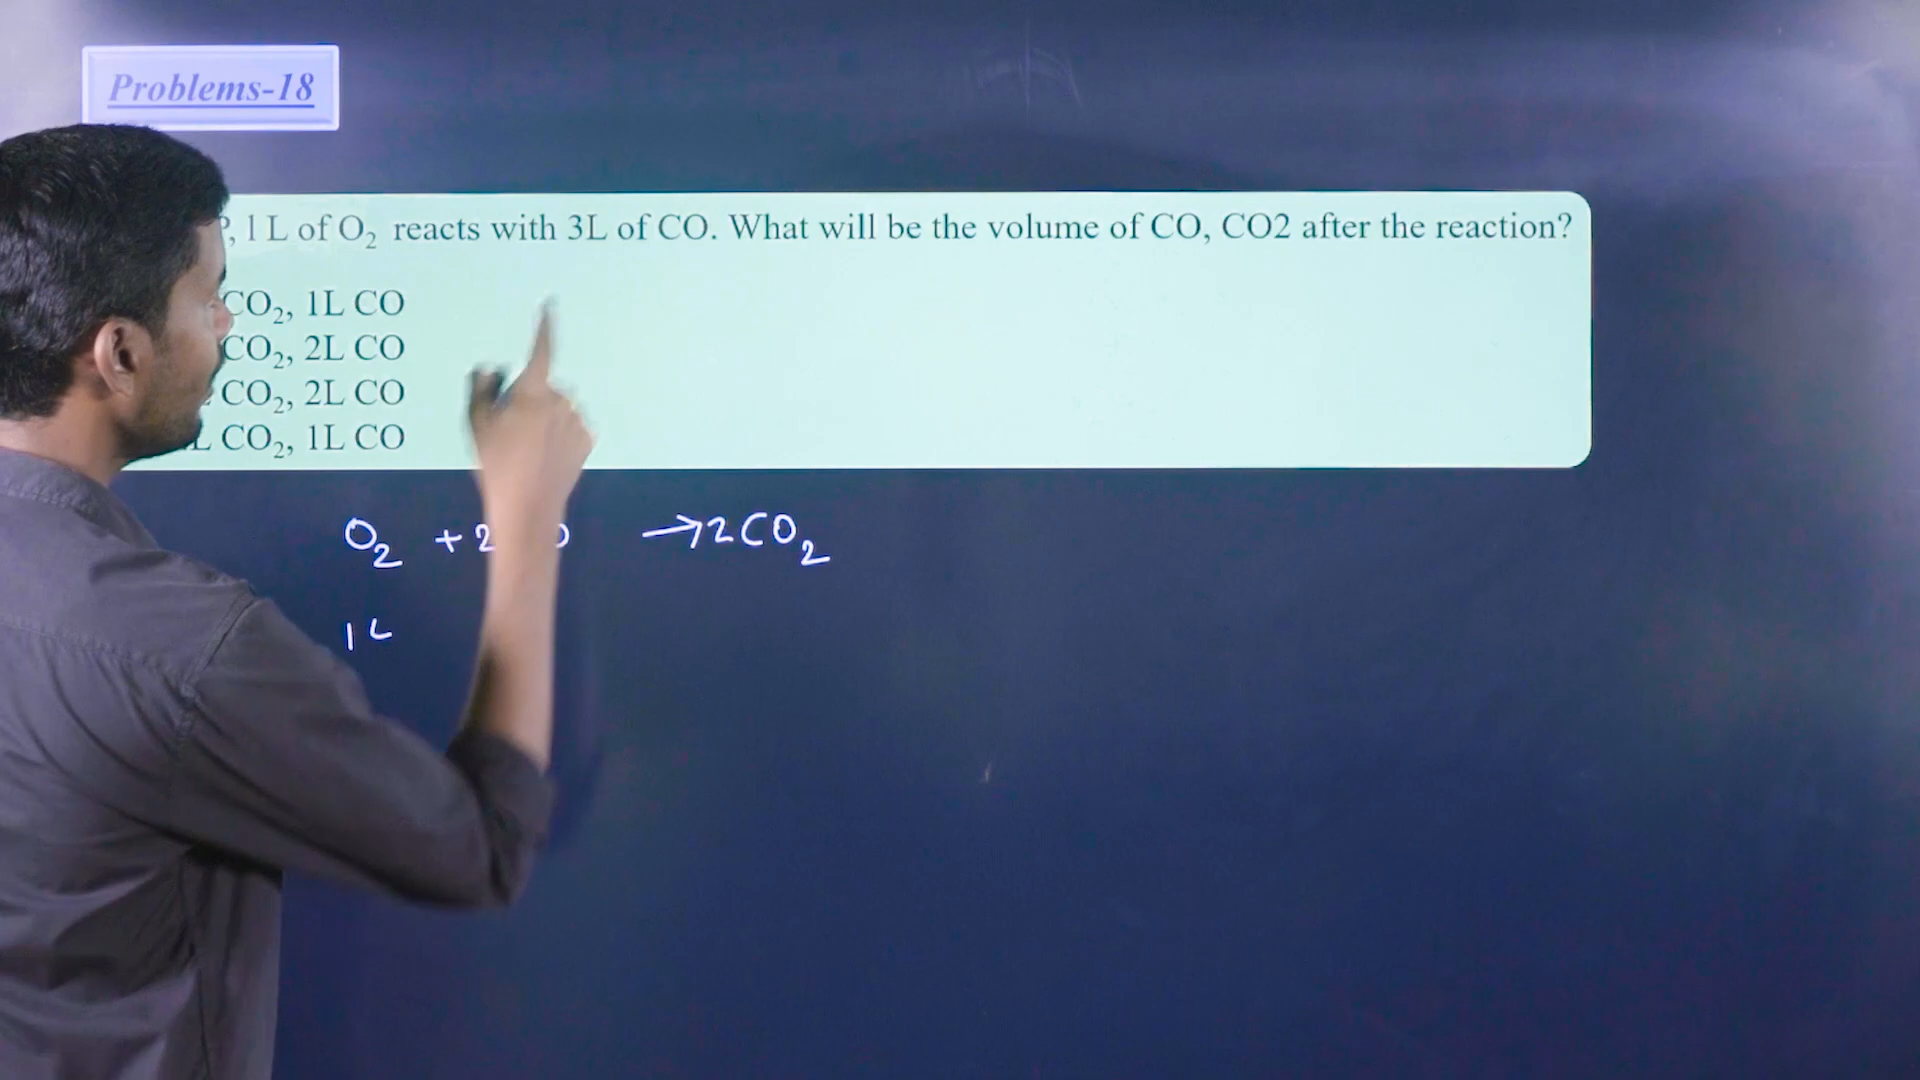 Problems-18
, 1 L of O₂ reacts with 3L of CO. What will be the volume of CO, CO2 after the reaction?
CO₂, 1L CO
CO₂, 2L CO
CO₂, 2L CO
L CO₂, 1L CO
O₂ + 2 →2CO₂
1L